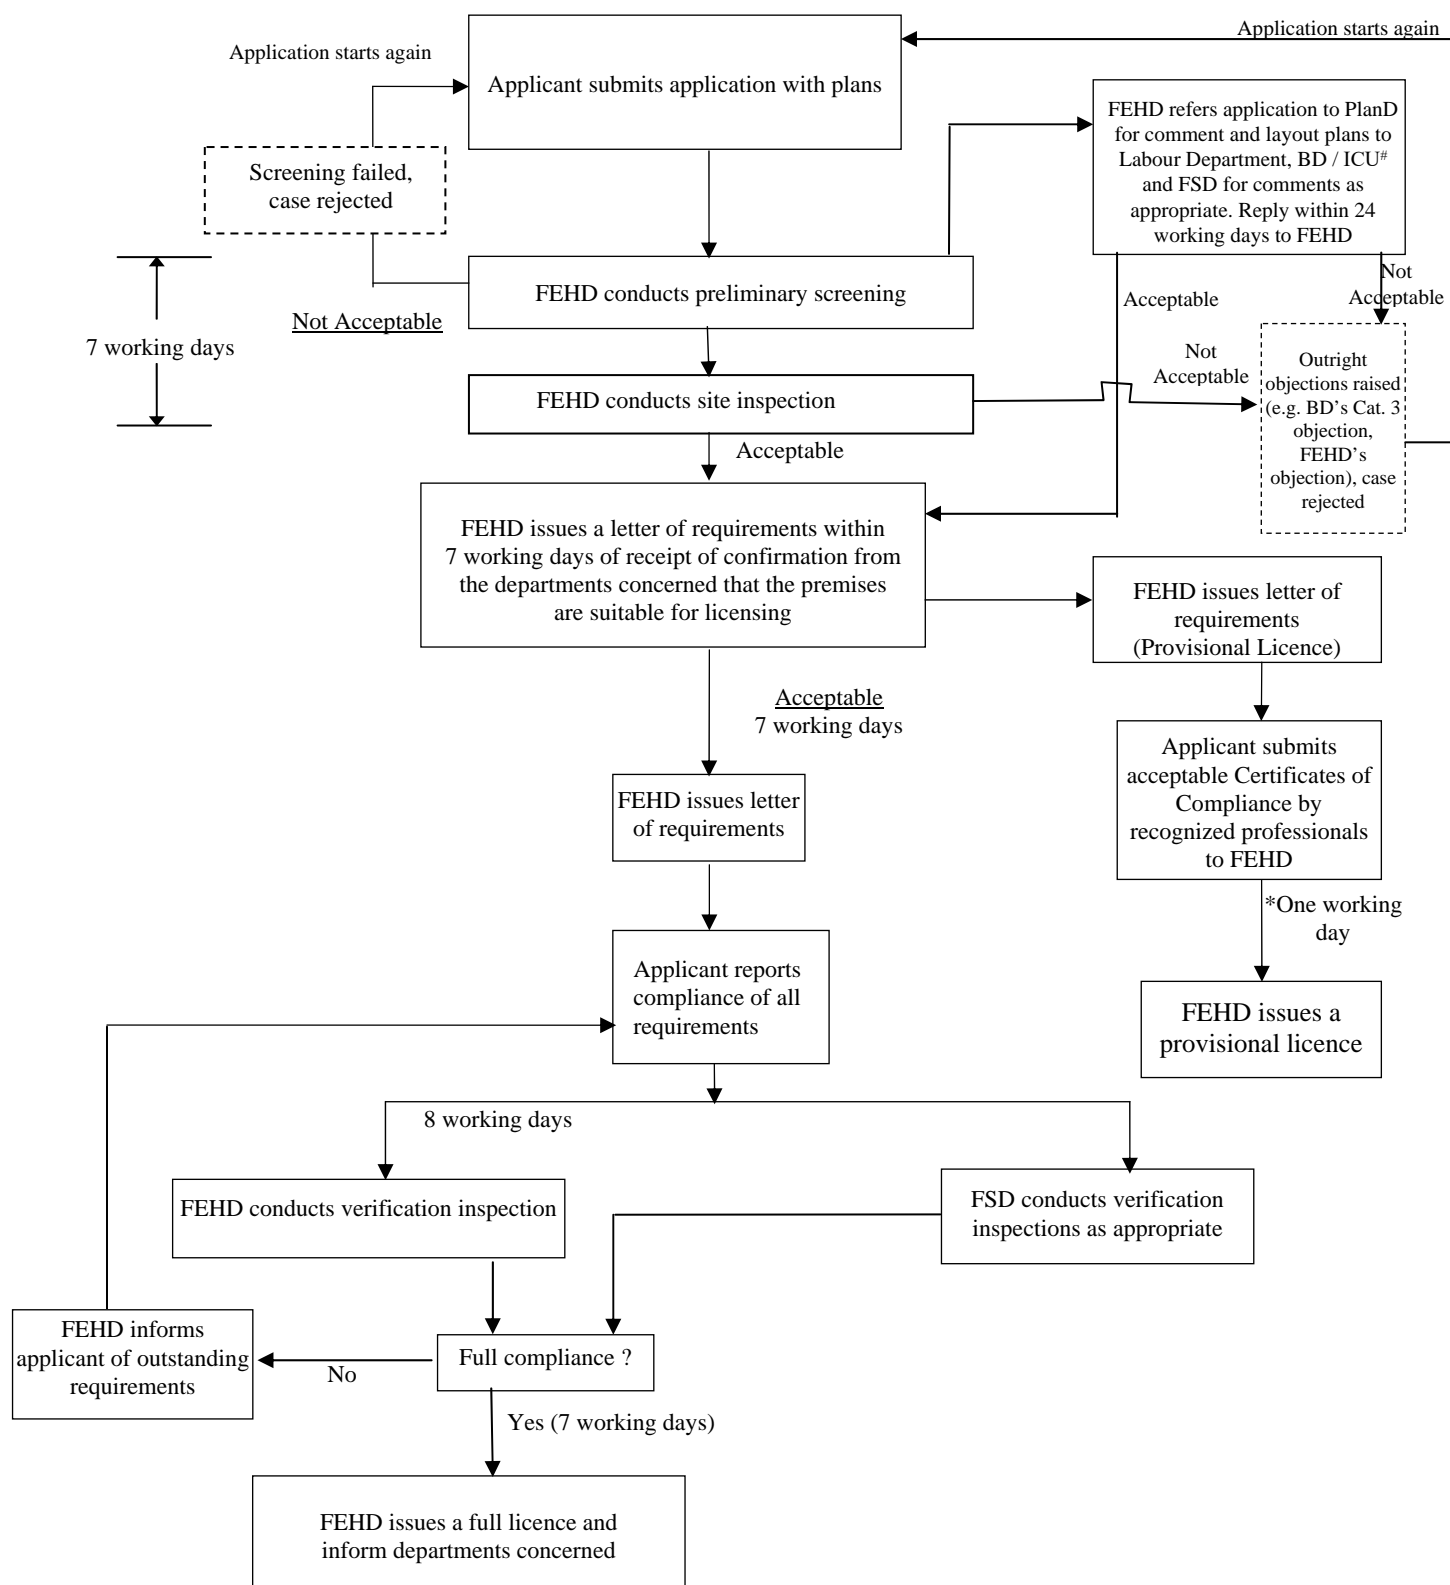 Application starts again
Application starts again
Applicant submits application with plans
FEHD refers application to PlanD
for comment and layout plans to
Labour Department, BD / ICU#
and FSD for comments as
appropriate. Reply within 24
working days to FEHD
Screening failed,
case rejected
FEHD conducts preliminary screening
Not Acceptable
7 working days
Acceptable
Not
Acceptable
FEHD conducts site inspection
Not
Acceptable
Outright
objections raised
(e.g. BD’s Cat. 3
objection,
FEHD’s
objection), case
rejected
Acceptable
FEHD issues a letter of requirements within
7 working days of receipt of confirmation from
the departments concerned that the premises
are suitable for licensing
FEHD issues letter of
requirements
(Provisional Licence)
Acceptable
7 working days
Applicant submits
acceptable Certificates of
Compliance by
recognized professionals
to FEHD
FEHD issues letter
of requirements
*One working
day
Applicant reports
compliance of all
requirements
FEHD issues a
provisional licence
8 working days
FEHD conducts verification inspection
FSD conducts verification
inspections as appropriate
FEHD informs
applicant of outstanding
requirements
No
Full compliance ?
Yes (7 working days)
FEHD issues a full licence and
inform departments concerned